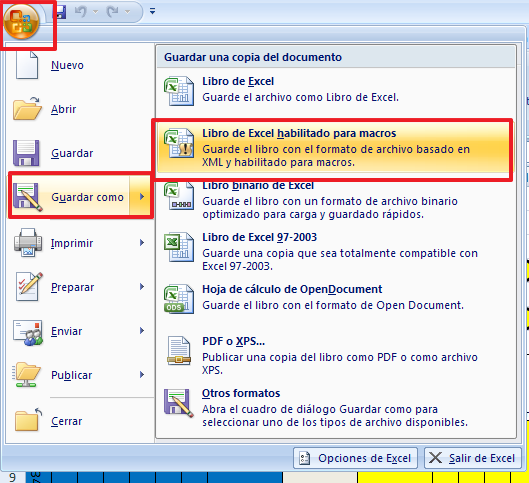 Guardar una copia del documento
Nuevo
Abrir
Guardar
Guardar como
Imprimir
Preparar
Enviar
Publicar
Cerrar
Libro de Excel
Guarde el archivo como Libro de Excel.
Libro de Excel habilitado para macros
Guarde el libro con el formato de archivo basado en
XML y habilitado para macros.
Libro binario de Excel
Guarde el libro con un formato de archivo binario
optimizado para carga y guardado rápidos.
Libro de Excel 97-2003
Guarde una copia que sea totalmente compatible con
Excel 97-2003.
Hoja de cálculo de OpenDocument
Guarde el libro con el formato de Open Document.
PDF o XPS...
Publicar una copia del libro como PDF o como archivo
XPS.
Otros formatos
Abra el cuadro de diálogo Guardar como para
seleccionar uno de los tipos de archivo disponibles.
Opciones de Excel
Salir de Excel
9